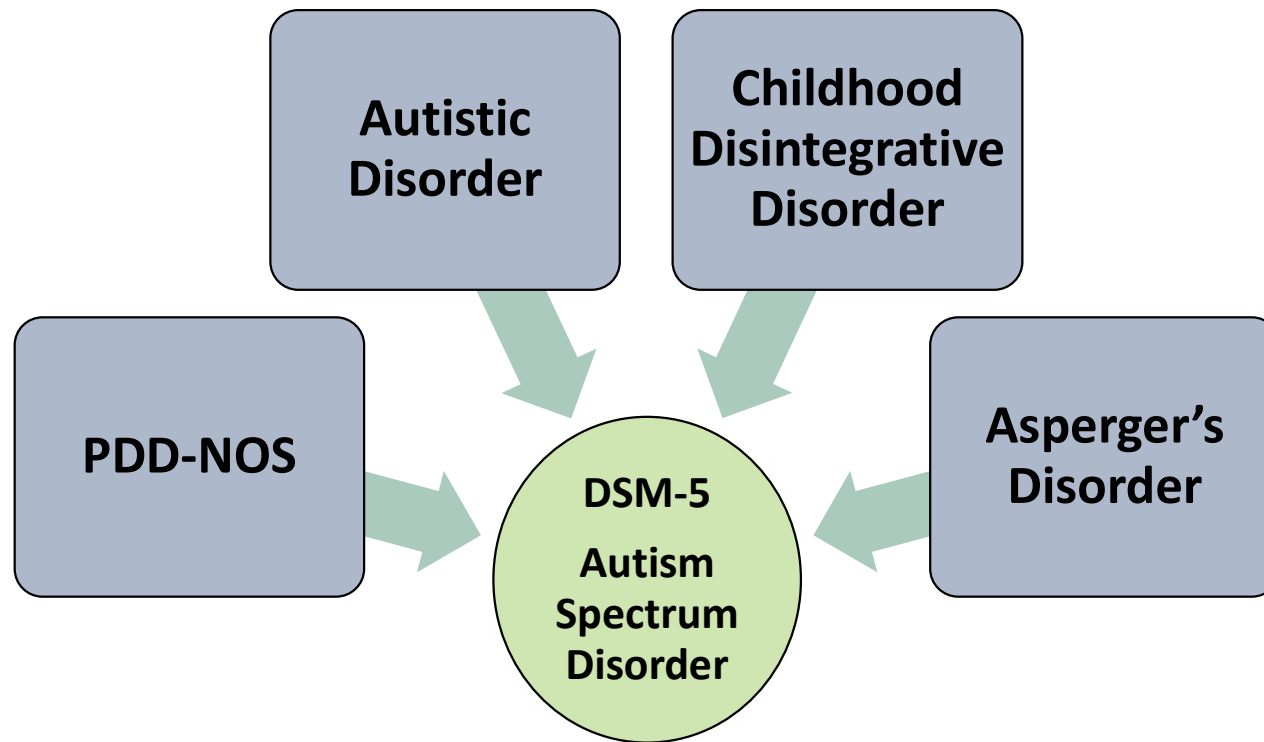 Autistic
Disorder
Childhood
Disintegrative
Disorder
PDD-NOS
Asperger’s
Disorder
DSM-5
Autism
Spectrum
Disorder